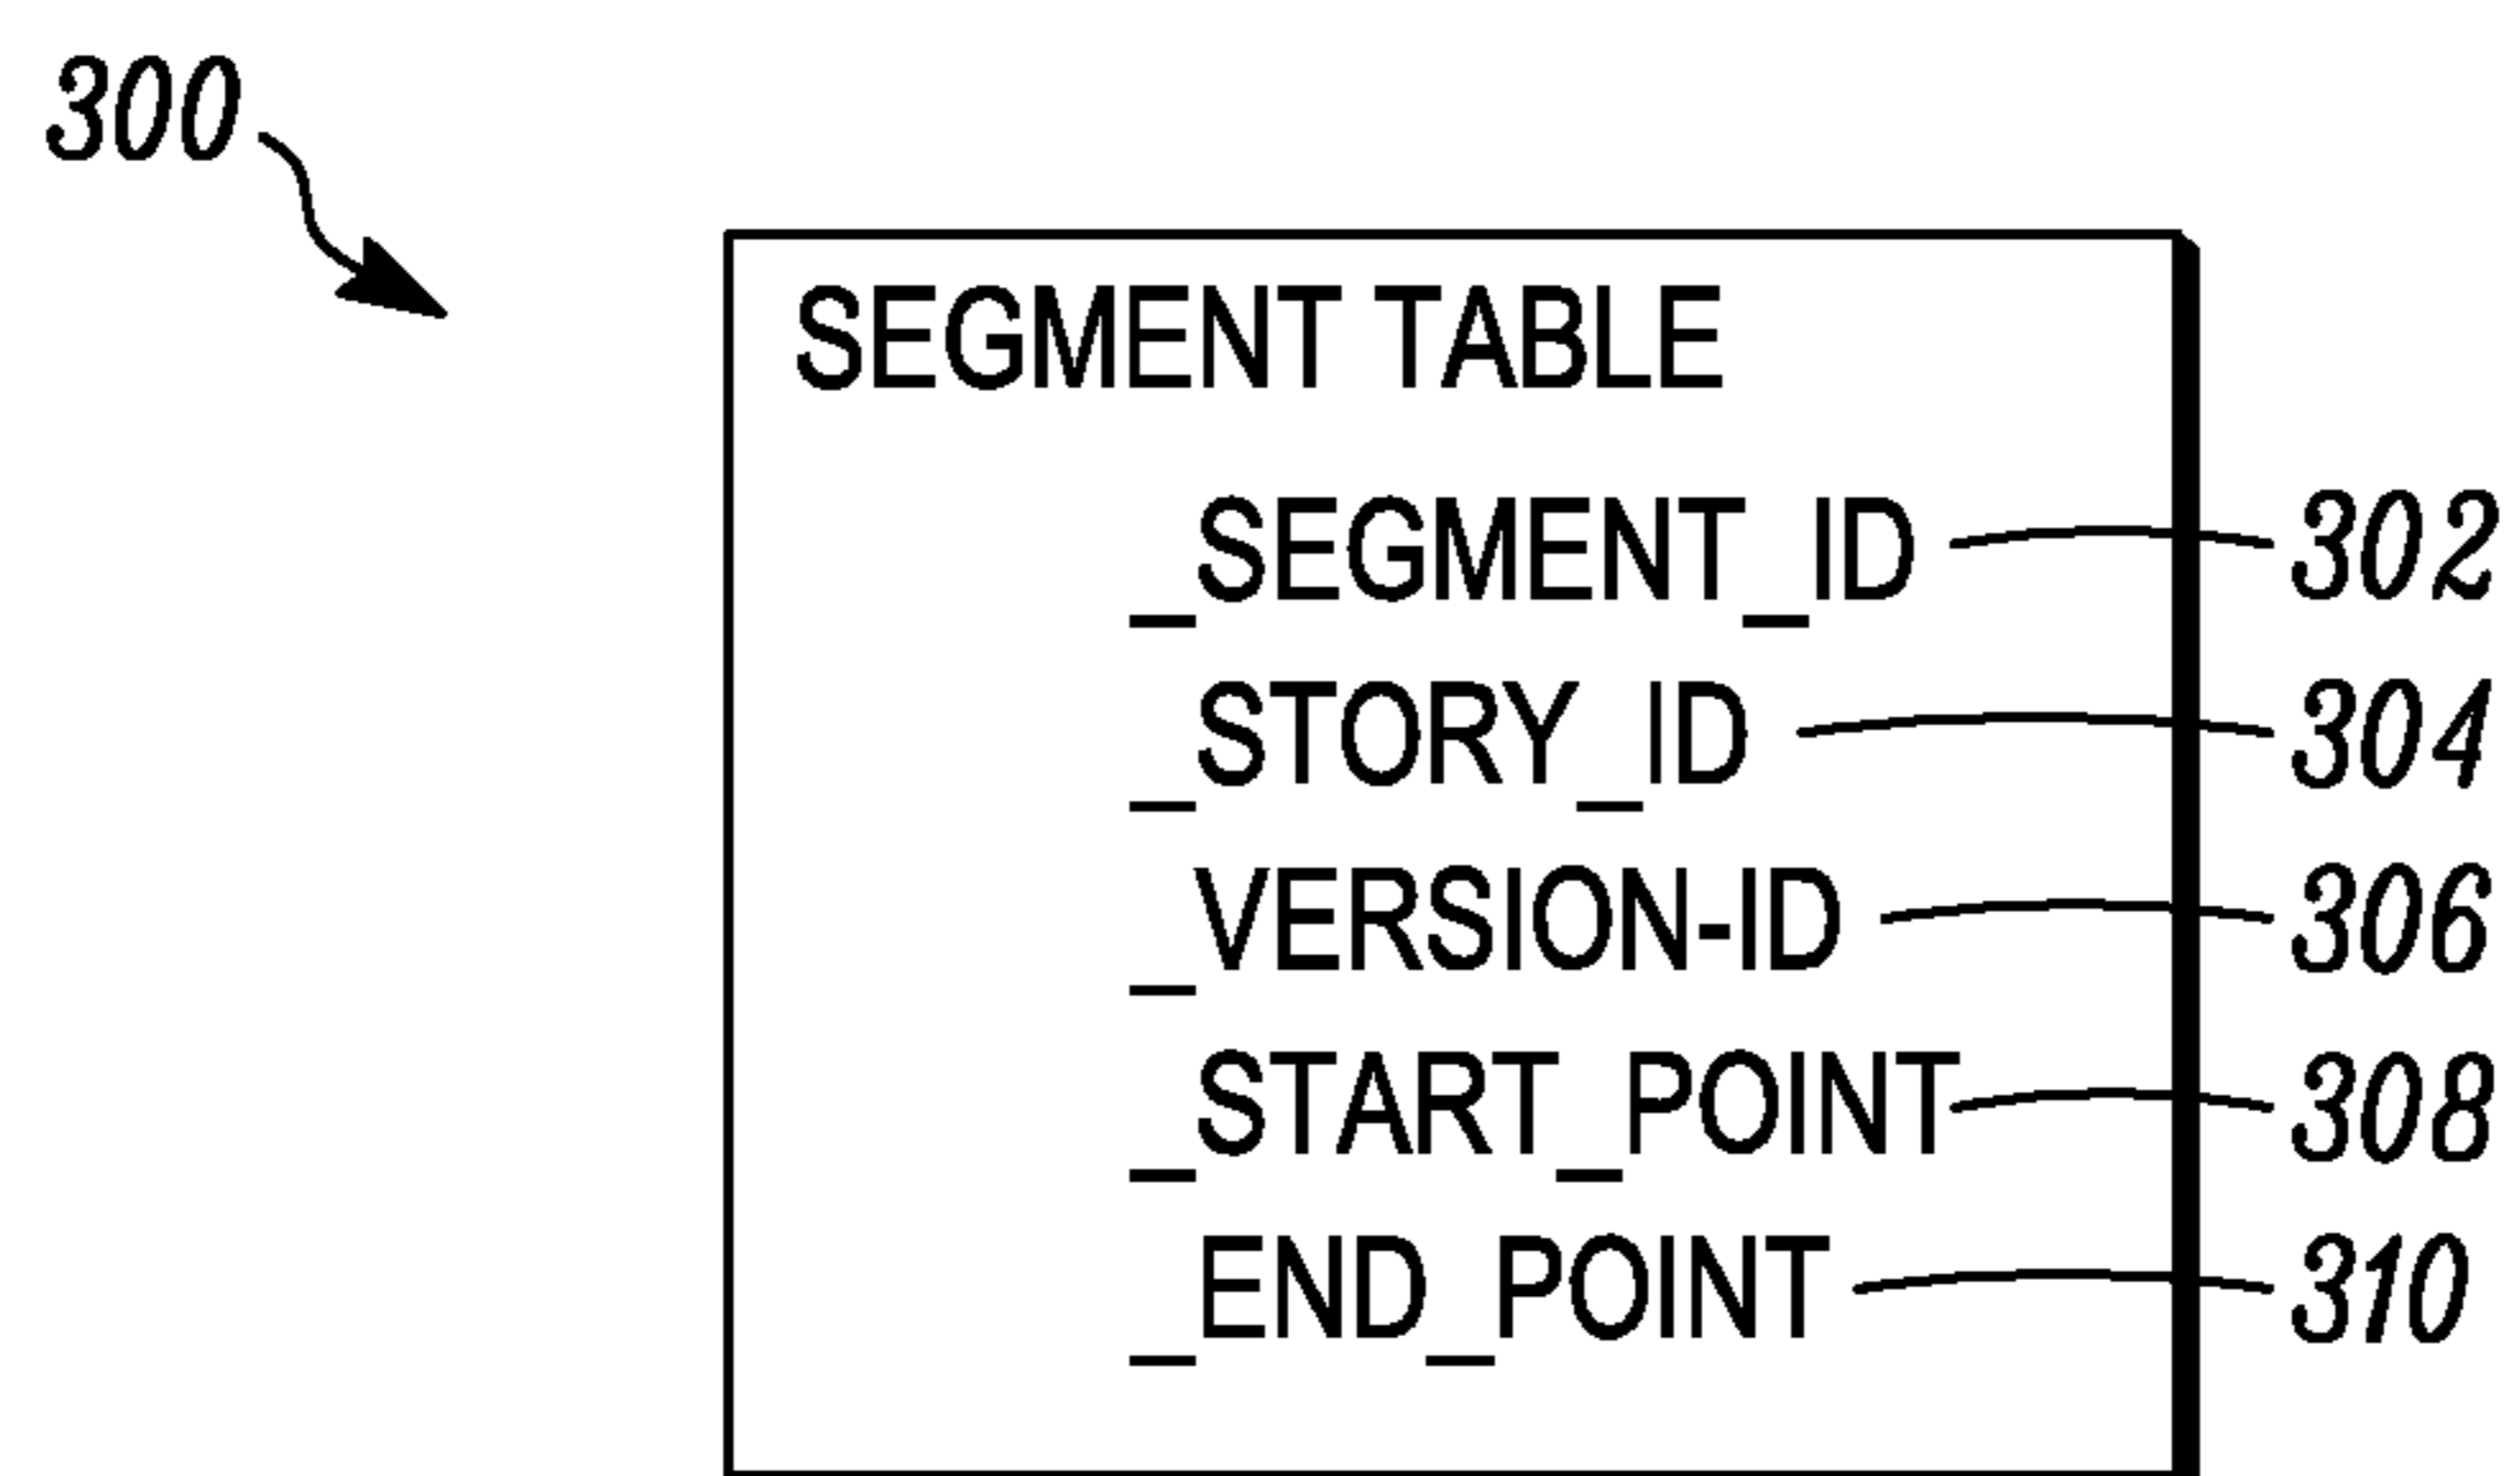 300
SEGMENT TABLE
_SEGMENT_ID 302
_STORY_ID 304
_VERSION-ID 306
_START_POINT 308
_END_POINT 310